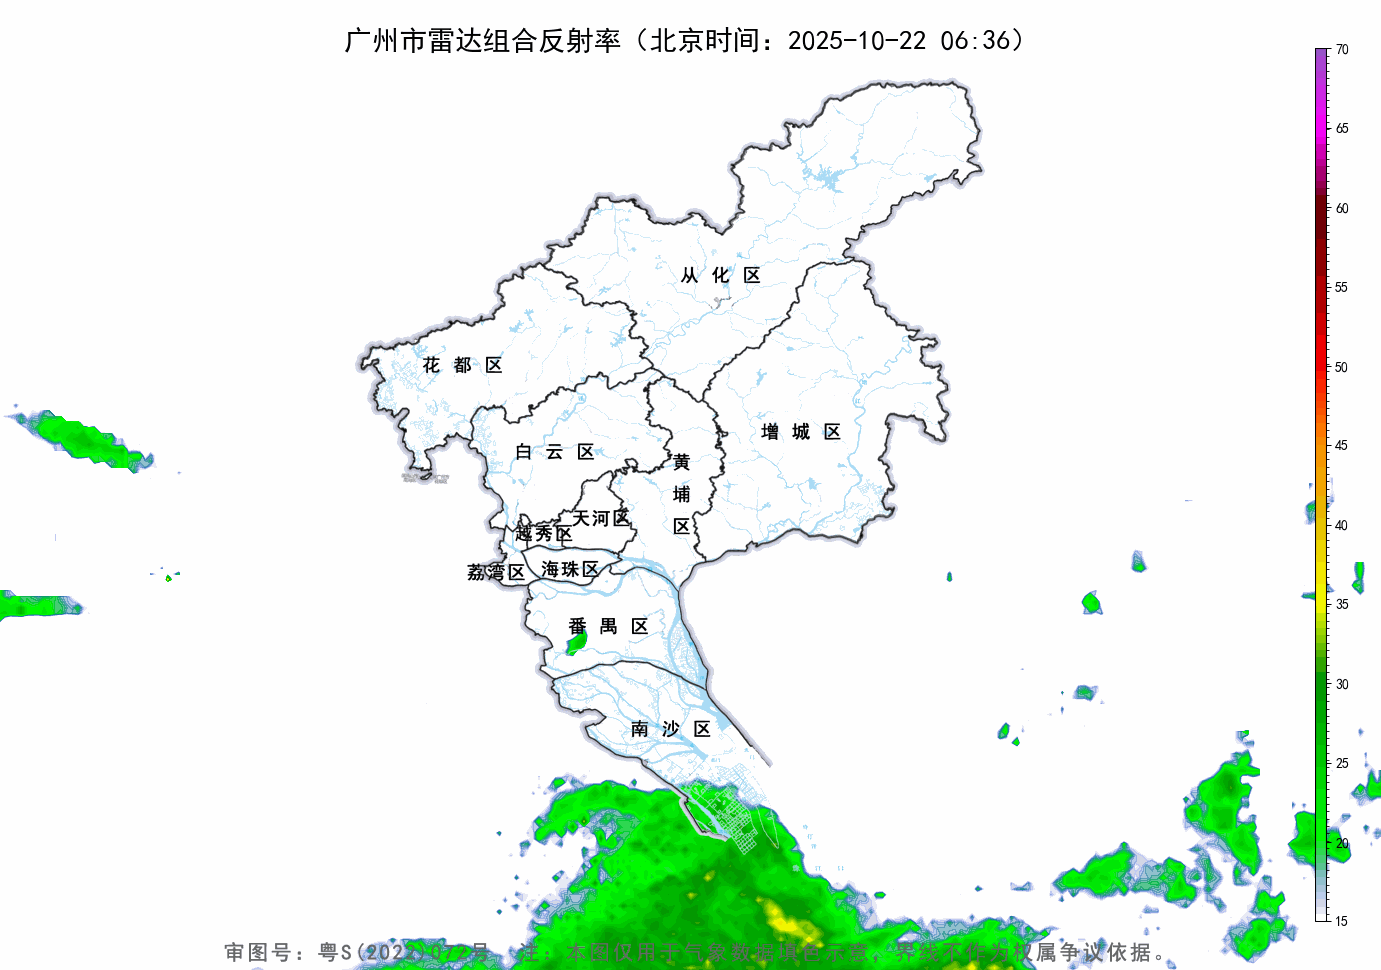 广州市雷达组合反射率（北京时间：2025-10-22 06:36）
70
65
60
55
50
45
40
35
30
25
20
15
从 化 区
花 都 区
增 城 区
白 云 区
黄
埔
区
天河区
越秀区
荔湾区
海珠区
番 禺 区
南 沙 区
审图号：粤S(2022)072号 注：本图仅用于气象数据填色示意，界线不作为权属争议依据。